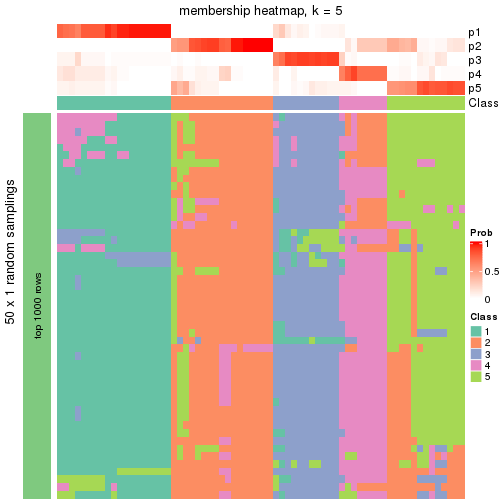 membership heatmap, k = 5
p1
p2
p3
p4
p5
Class
50 x 1 random samplings
top 1000 rows
Prob
1
0.5
0
Class
1
2
3
4
5